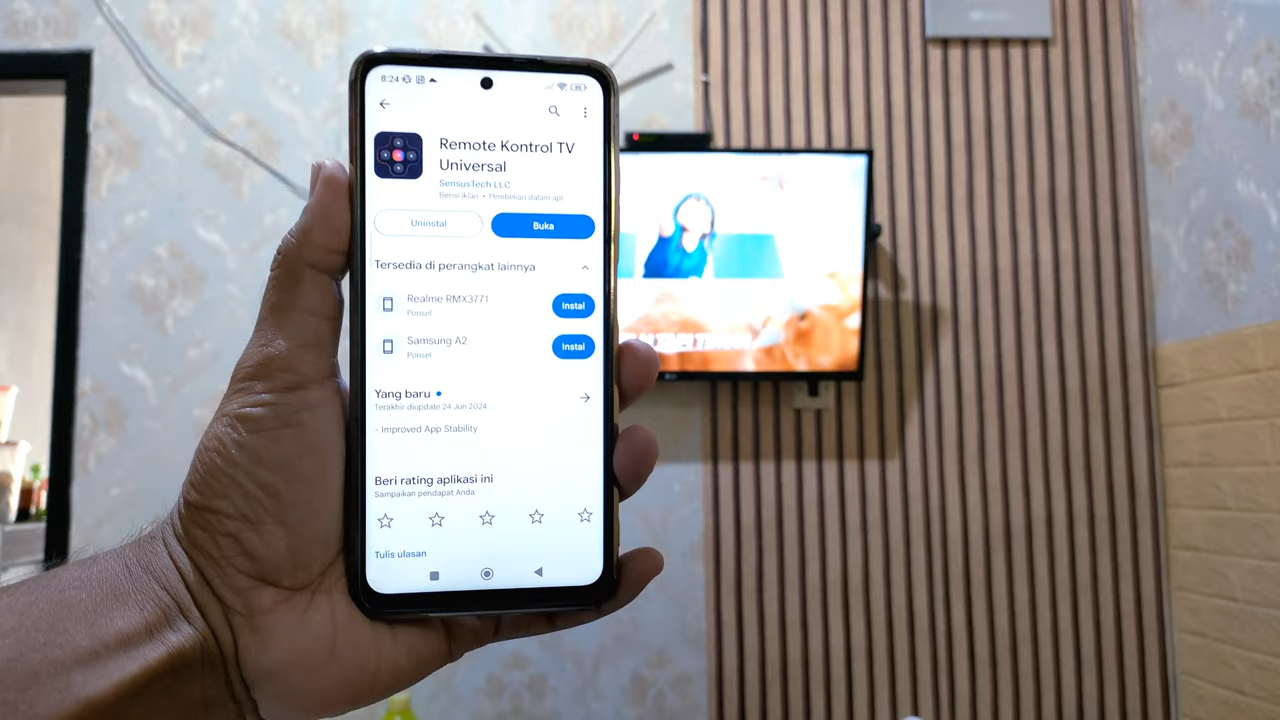 8:24
Remote Kontrol TV
Universal
SensusTech LLC
Berisi iklan • Pembelian dalam apl
Uninstal
Buka
Tersedia di perangkat lainnya
Realme RMX3771
Ponsel
Instal
Samsung A2
Ponsel
Instal
Yang baru
Terakhir diupdate 24 Jun 2024
- Improved App Stability
Beri rating aplikasi ini
Sampaikan pendapat Anda
Tulis ulasan